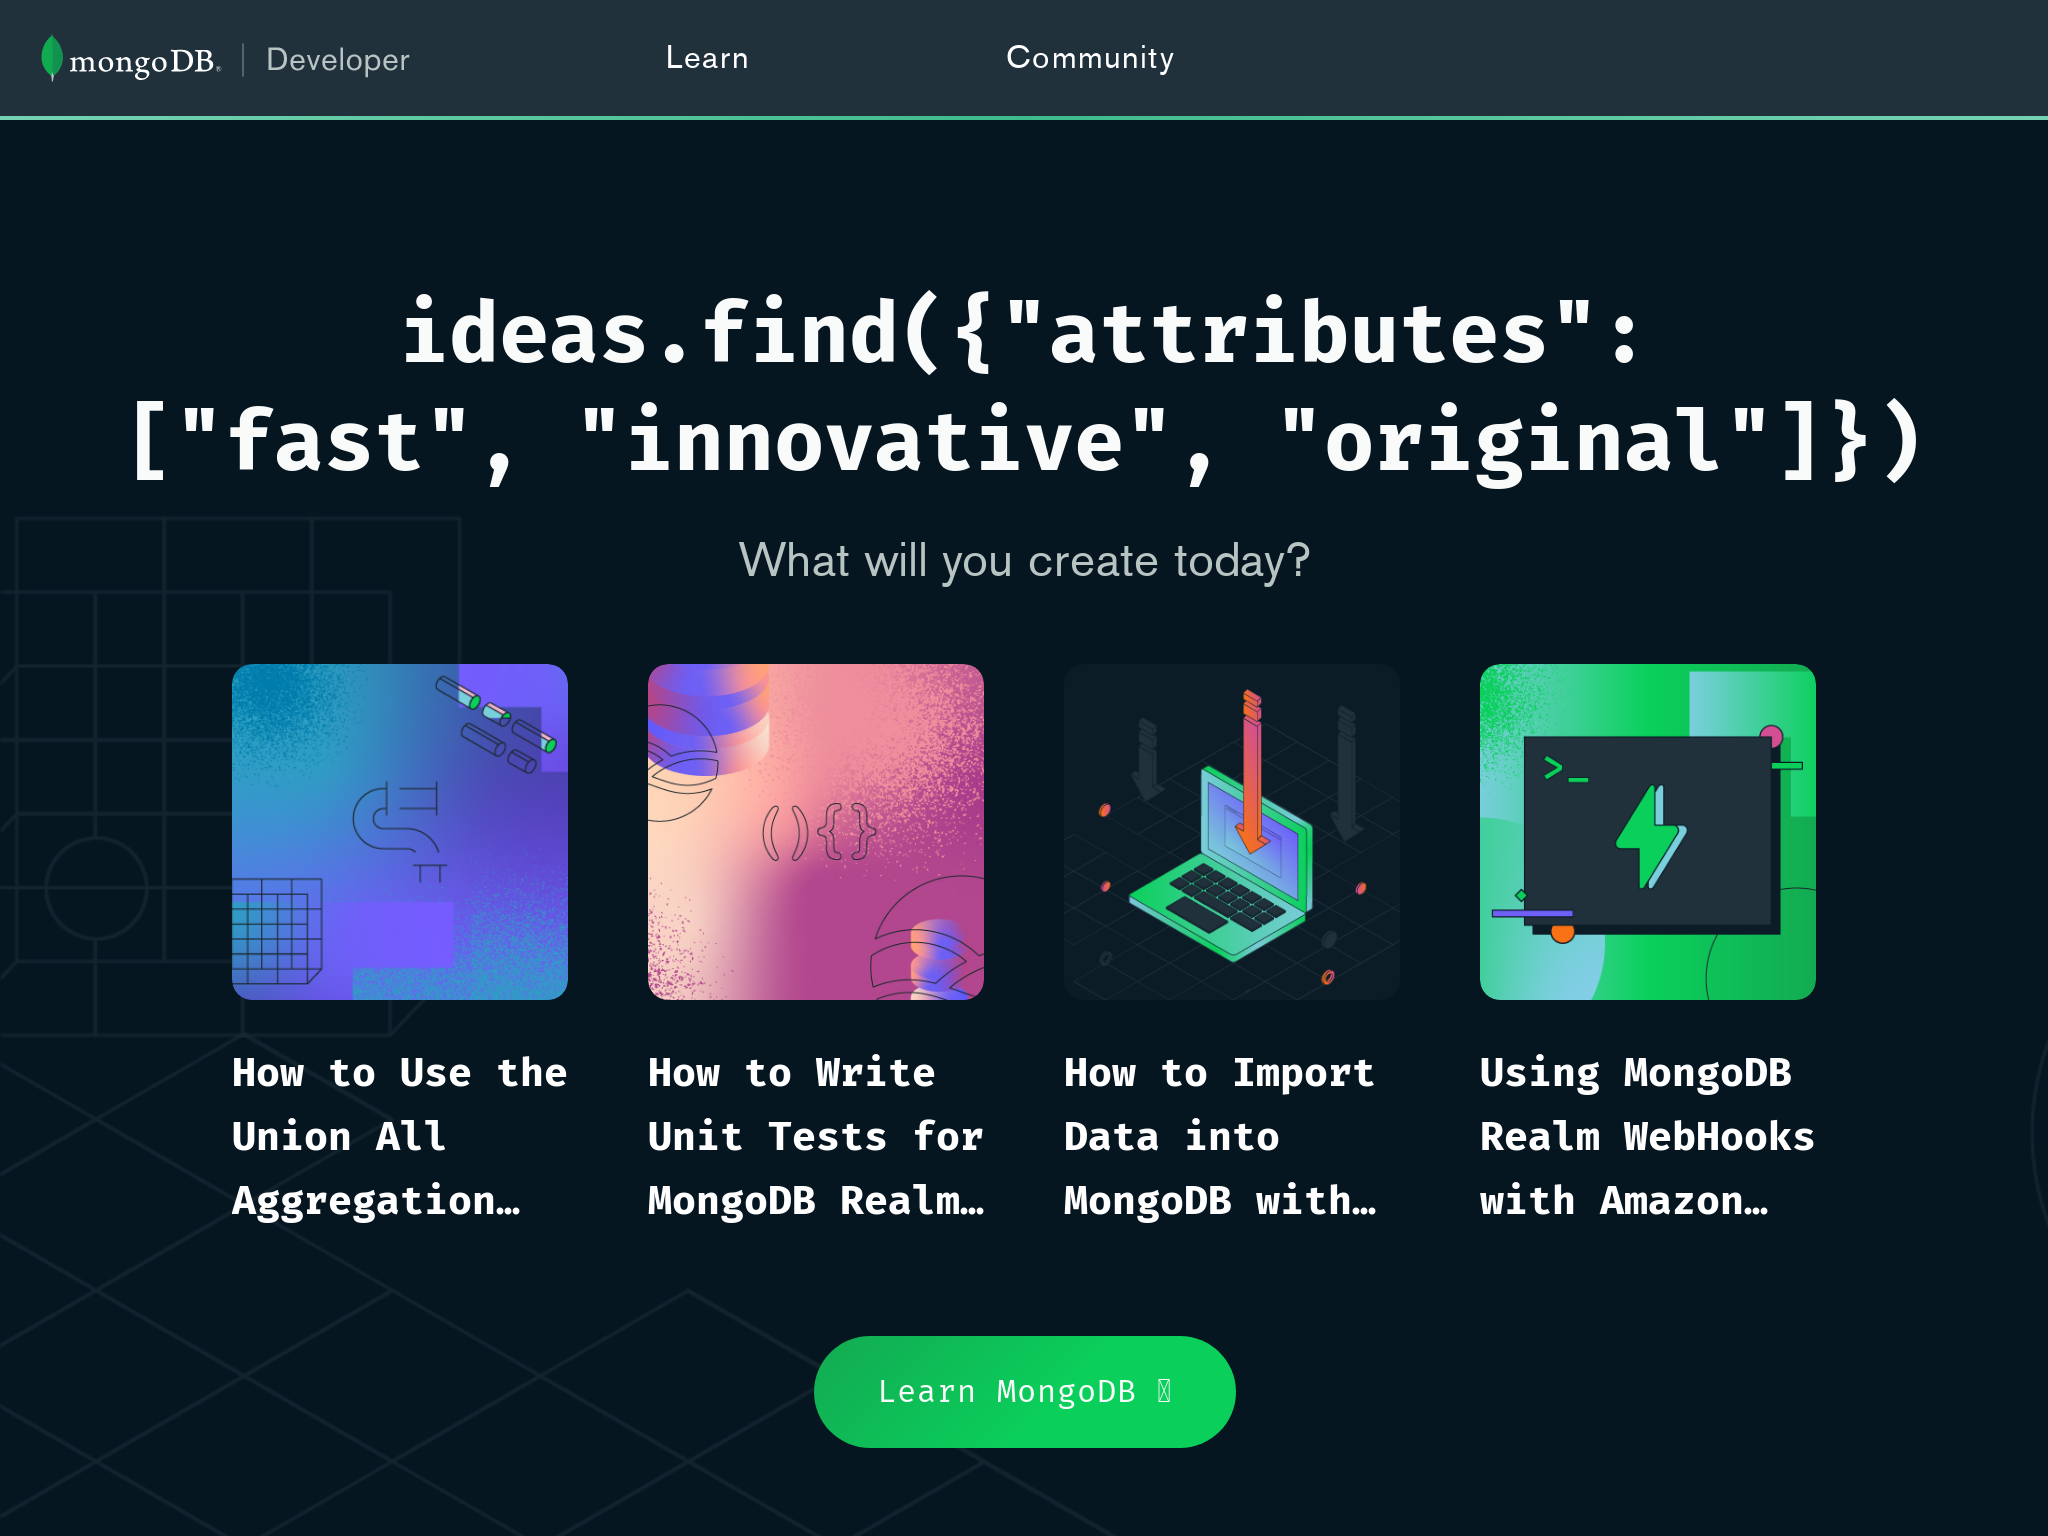 mongoDB® Developer
Learn
Community
ideas.find({"attributes":
["fast", "innovative", "original"]})
What will you create today?
(){}
>_
How to Use the
Union All
Aggregation…
How to Write
Unit Tests for
MongoDB Realm…
How to Import
Data into
MongoDB with…
Using MongoDB
Realm WebHooks
with Amazon…
Learn MongoDB